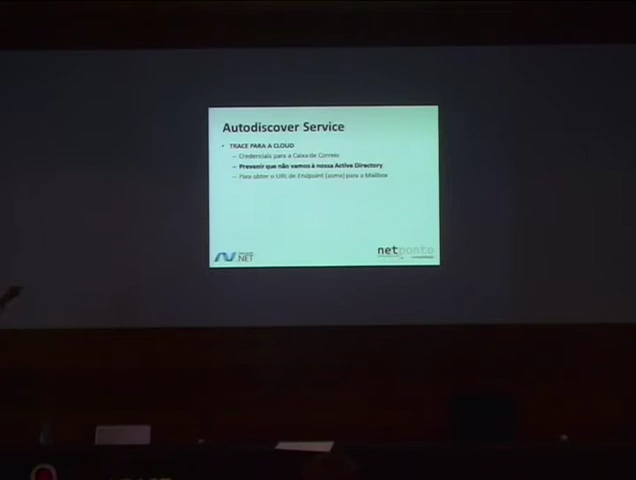 Autodiscover Service
• TRACE PARA A CLOUD
– Credenciais para a Caixa de Correio
– Prevenir que não vamos à nossa Active Directory
– Para obter o URL do Endpoint (asmx) para a Mailbox
NET
netponto